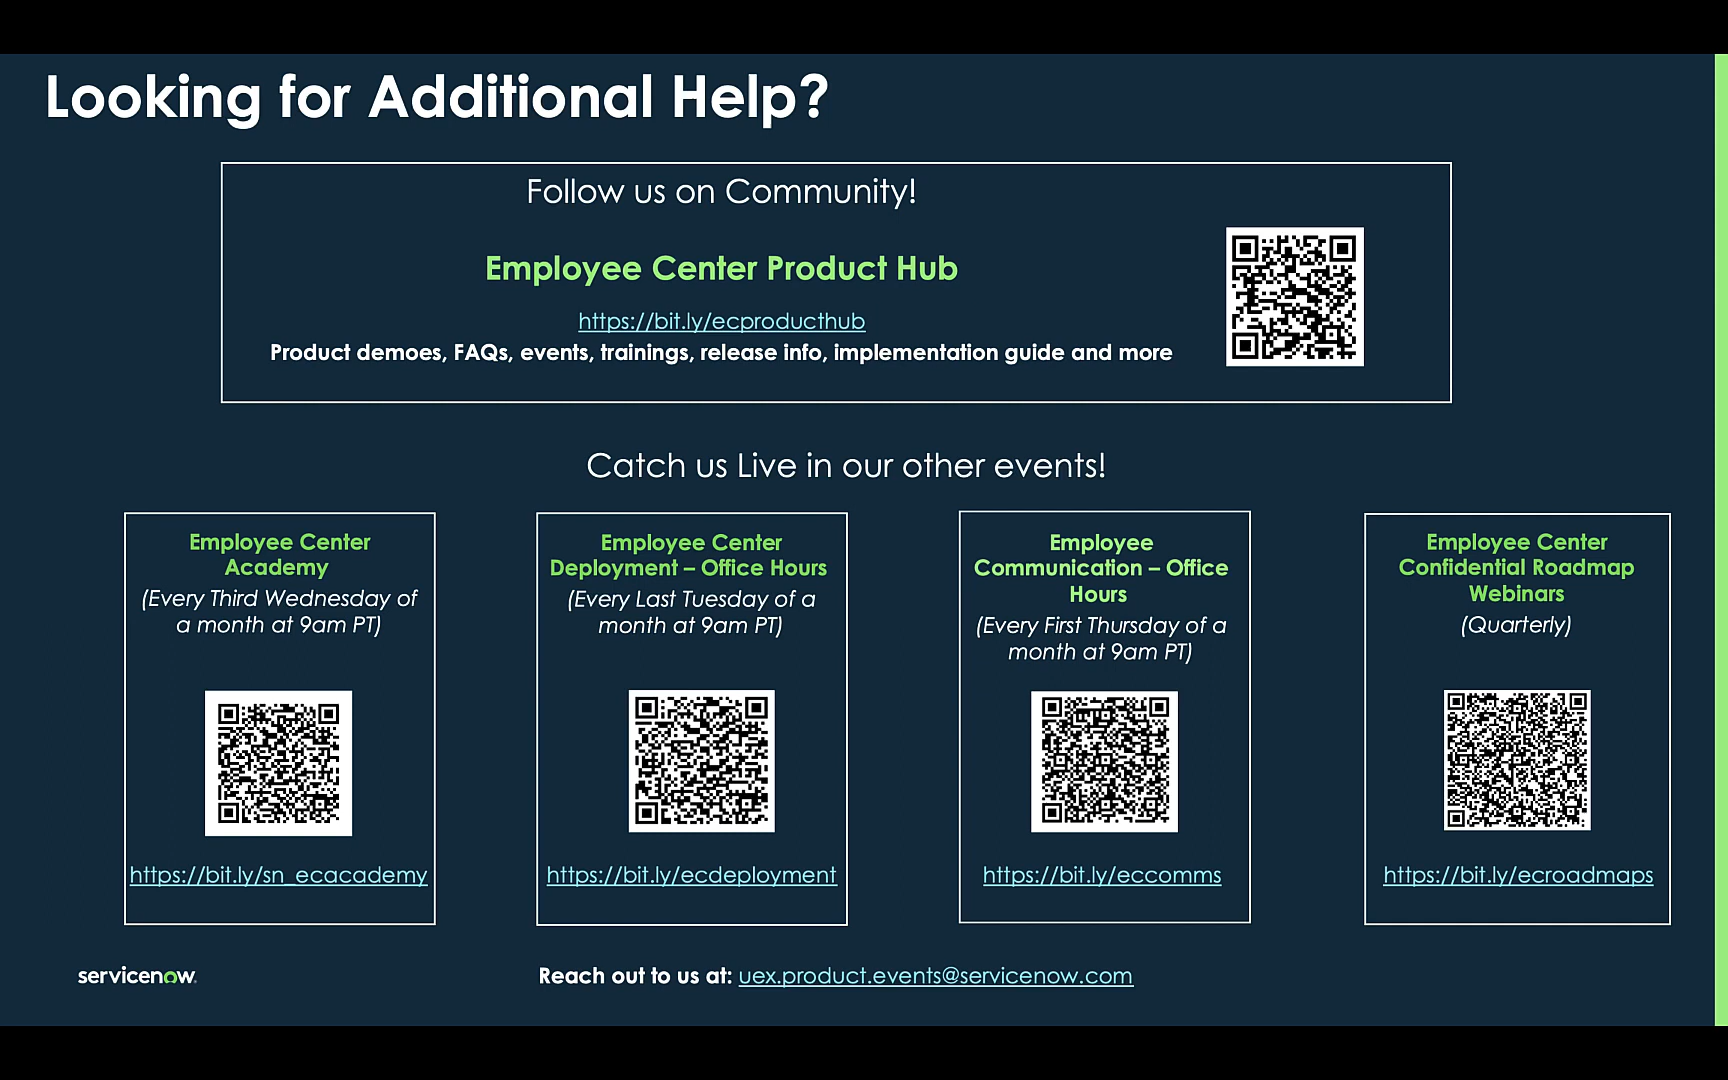 Looking for Additional Help?
Follow us on Community!
Employee Center Product Hub
https://bit.ly/ecproducthub
Product demoes, FAQs, events, trainings, release info, implementation guide and more
Catch us Live in our other events!
Employee Center
Academy
(Every Third Wednesday of
a month at 9am PT)
https://bit.ly/sn_ecacademy
Employee Center
Deployment – Office Hours
(Every Last Tuesday of a
month at 9am PT)
https://bit.ly/ecdeployment
Employee
Communication – Office
Hours
(Every First Thursday of a
month at 9am PT)
https://bit.ly/eccomms
Employee Center
Confidential Roadmap
Webinars
(Quarterly)
https://bit.ly/ecroadmaps
servicenow.
Reach out to us at: uex.product.events@servicenow.com